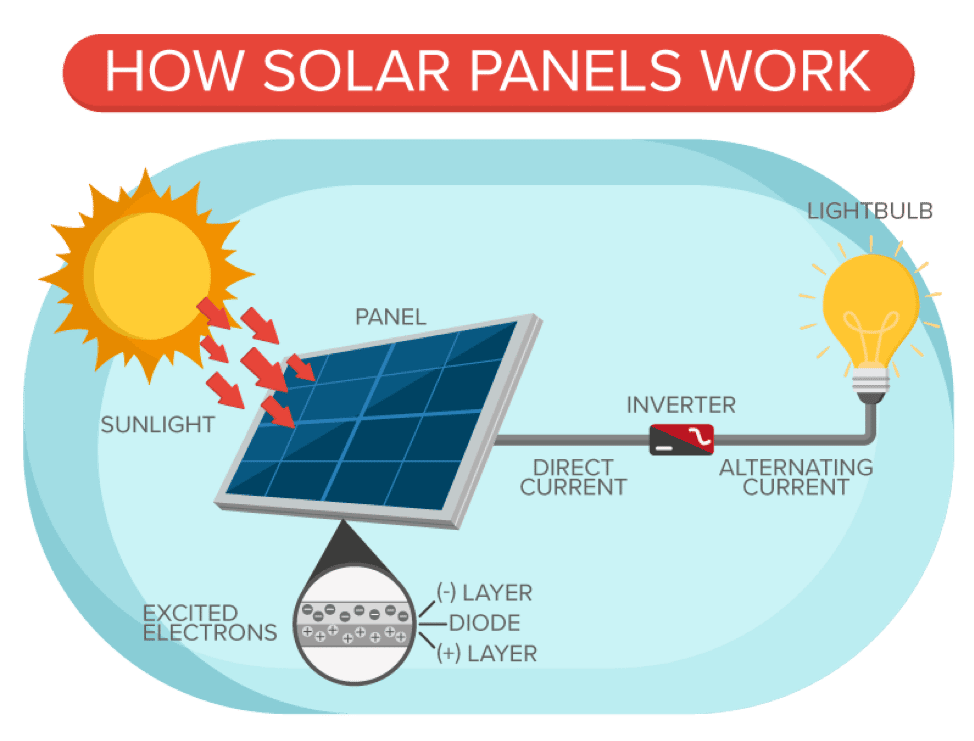 HOW SOLAR PANELS WORK
LIGHTBULB
PANEL
SUNLIGHT
INVERTER
DIRECT
CURRENT
ALTERNATING
CURRENT
EXCITED
ELECTRONS
(-) LAYER
DIODE
(+) LAYER